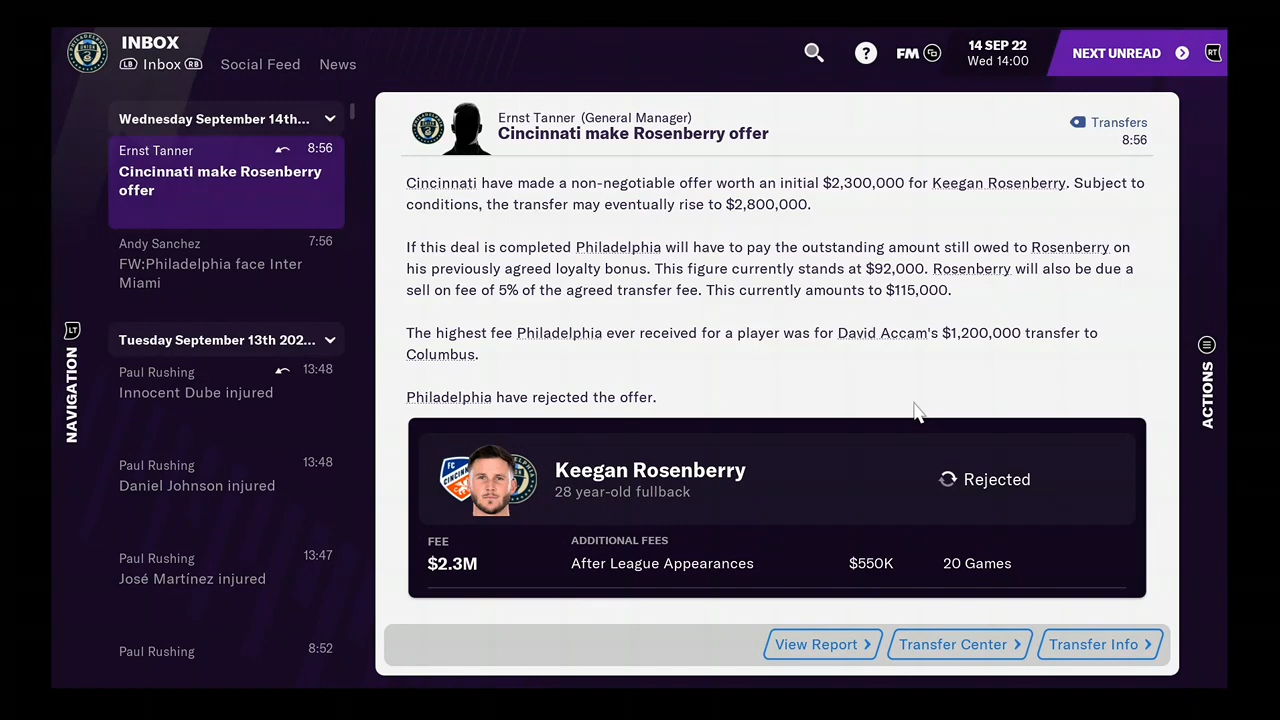 INBOX
LB Inbox RB Social Feed News
FM
14 SEP 22
Wed 14:00
NEXT UNREAD RT
Wednesday September 14th...
Ernst Tanner 8:56
Cincinnati make Rosenberry
offer
Andy Sanchez 7:56
FW:Philadelphia face Inter
Miami
Tuesday September 13th 202...
Paul Rushing 13:48
Innocent Dube injured
Paul Rushing 13:48
Daniel Johnson injured
Paul Rushing 13:47
José Martínez injured
Paul Rushing 8:52
LT
NAVIGATION
Ernst Tanner (General Manager)
Cincinnati make Rosenberry offer
Transfers
8:56
Cincinnati have made a non-negotiable offer worth an initial $2,300,000 for Keegan Rosenberry. Subject to
conditions, the transfer may eventually rise to $2,800,000.
If this deal is completed Philadelphia will have to pay the outstanding amount still owed to Rosenberry on
his previously agreed loyalty bonus. This figure currently stands at $92,000. Rosenberry will also be due a
sell on fee of 5% of the agreed transfer fee. This currently amounts to $115,000.
The highest fee Philadelphia ever received for a player was for David Accam's $1,200,000 transfer to
Columbus.
Philadelphia have rejected the offer.
Keegan Rosenberry
28 year-old fullback
Rejected
FEE ADDITIONAL FEES
$2.3M After League Appearances $550K 20 Games
View Report
Transfer Center
Transfer Info
ACTIONS